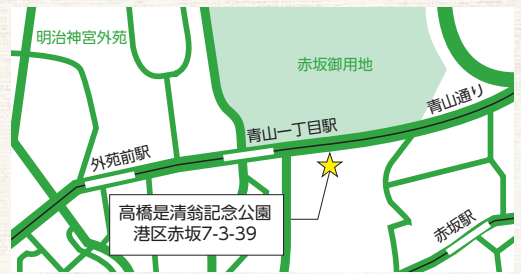 明治神宮外苑
赤坂御用地
青山通り
青山一丁目駅
外苑前駅
高橋是清翁記念公園
港区赤坂7-3-39
赤坂駅